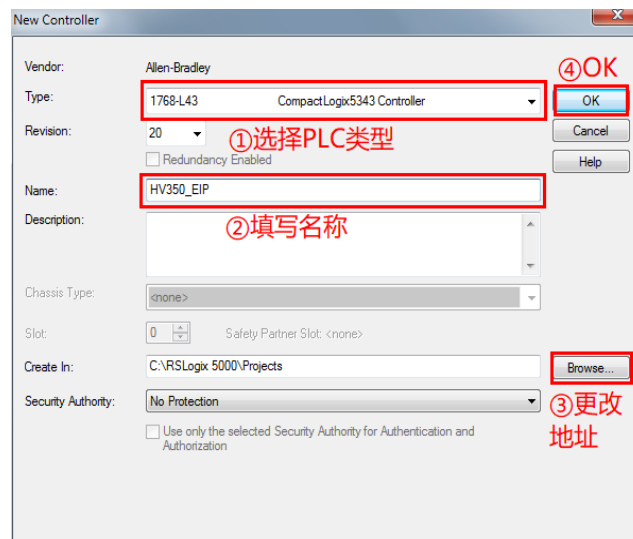 New Controller
Vendor: Allen-Bradley
④OK
Type: 1768-L43 CompactLogix5343 Controller
OK
Revision: 20
①选择PLC类型
Cancel
Redundancy Enabled
Help
Name: HV350_EIP
Description:
②填写名称
Chassis Type: <none>
Slot: 0 Safety Partner Slot: <none>
Create In: C:\RSLogix 5000\Projects
Browse...
Security Authority: No Protection
③更改
地址
Use only the selected Security Authority for Authentication and
Authorization